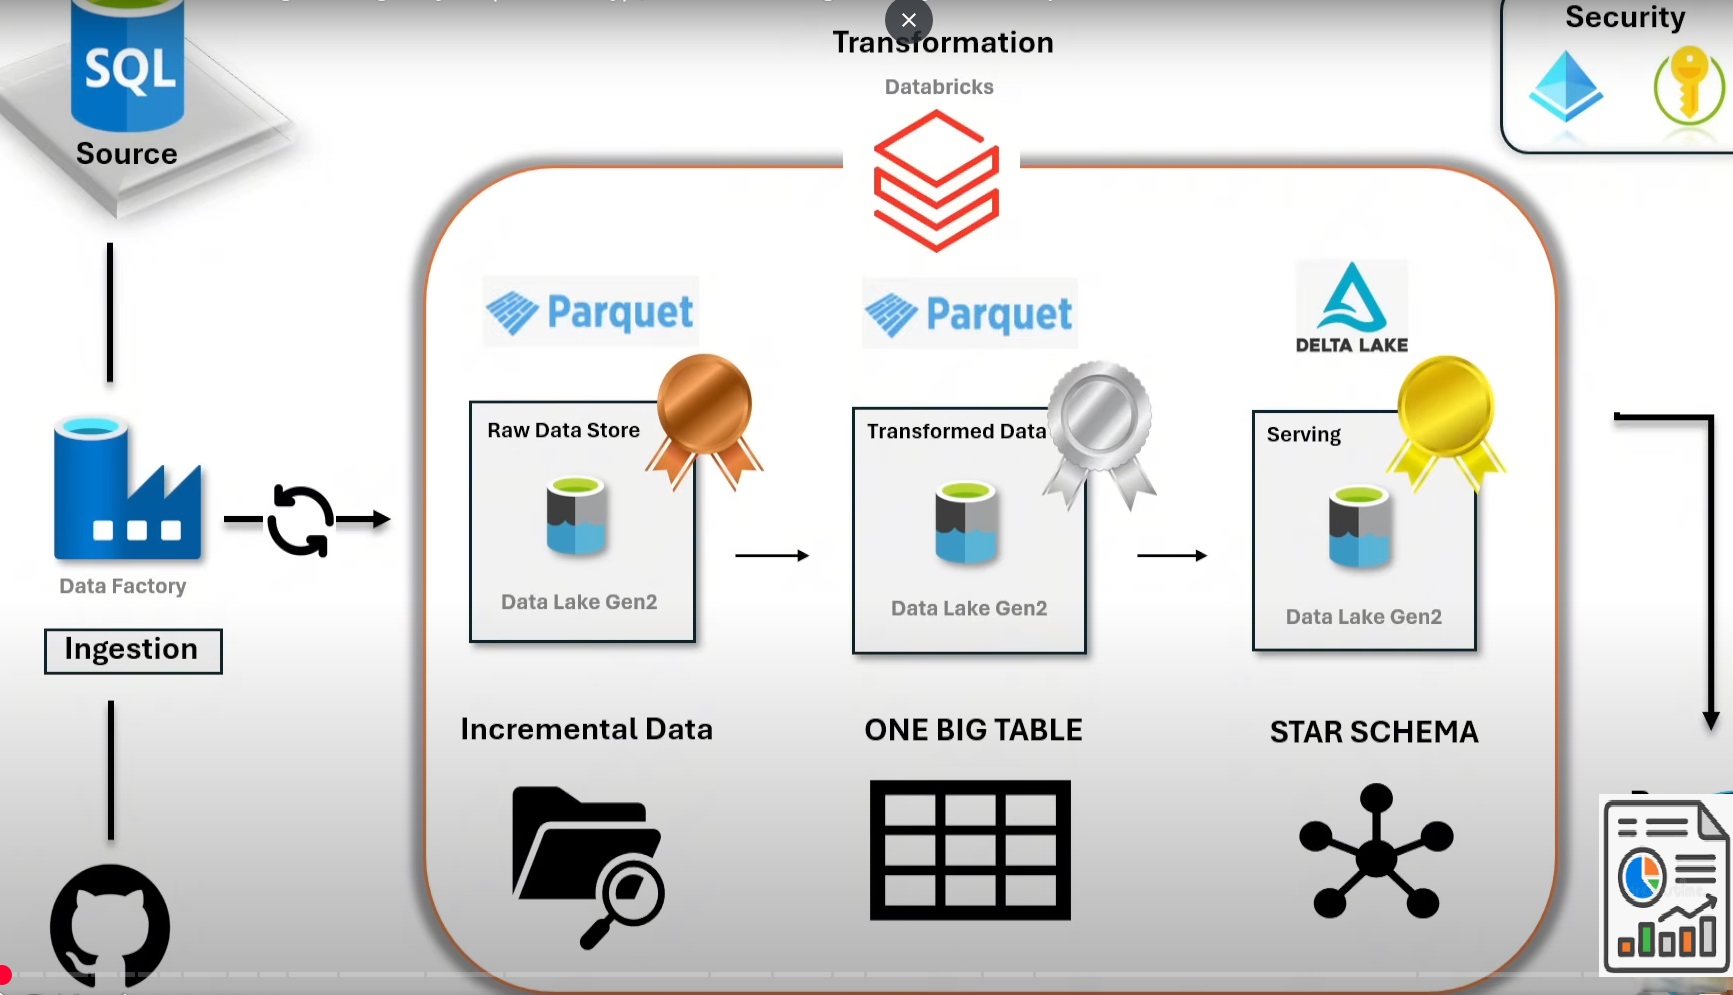 SQL
Source
Transformation
Databricks
Security
Parquet
Parquet
DELTA LAKE
Raw Data Store
Transformed Data
Serving
Data Lake Gen2
Data Lake Gen2
Data Lake Gen2
Data Factory
Ingestion
Incremental Data
ONE BIG TABLE
STAR SCHEMA